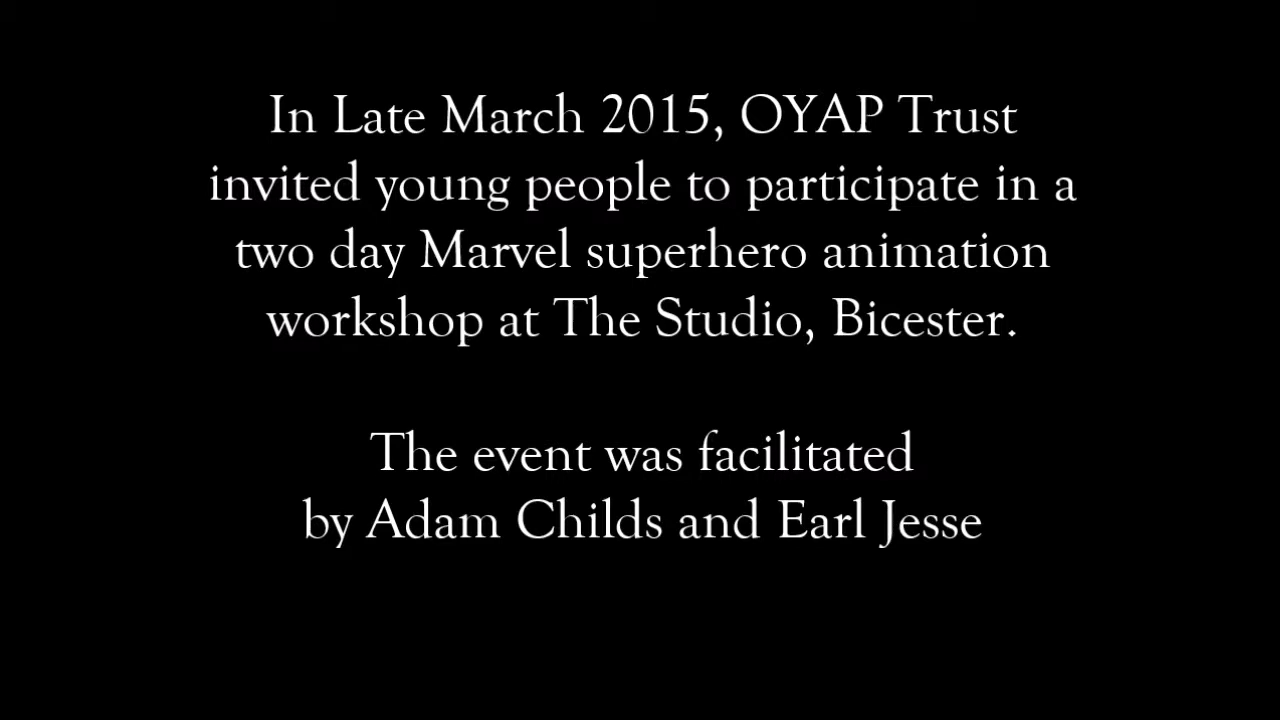 In Late March 2015, OYAP Trust
invited young people to participate in a
two day Marvel superhero animation
workshop at The Studio, Bicester.
The event was facilitated
by Adam Childs and Earl Jesse